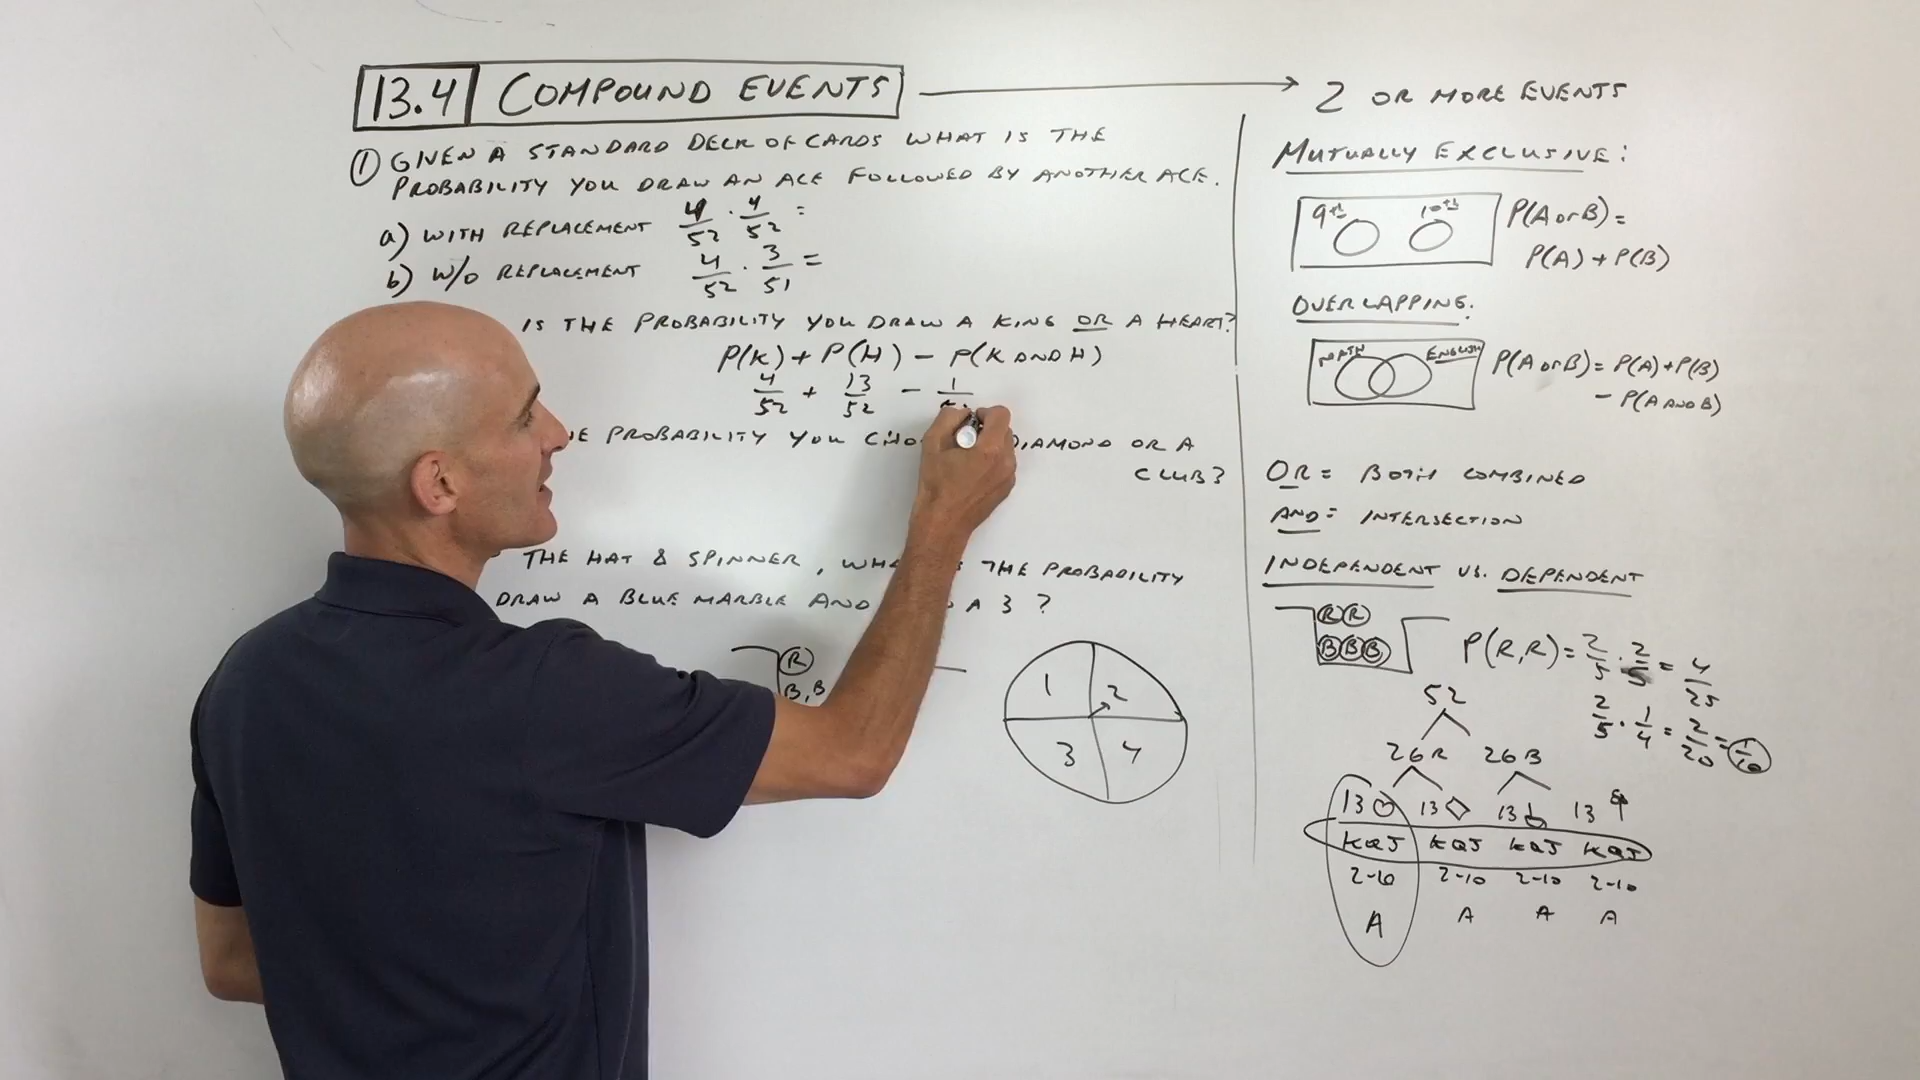 13.4 COMPOUND EVENTS
① GIVEN A STANDARD DECK OF CARDS WHAT IS THE
PROBABILITY YOU DRAW AN ACE FOLLOWED BY ANOTHER ACE.
a) WITH REPLACEMENT 4/52 · 4/52 =
b) W/O REPLACEMENT 4/52 · 3/51 =
IS THE PROBABILITY YOU DRAW A KING OR A HEART?
P(K) + P(H) - P(K AND H)
4/52 + 13/52 - 1/
PROBABILITY YOU DIAMOND OR A
CLUB?
THE HAT & SPINNER, THE PROBABILITY
DRAW A BLUE MARBLE AND A 3?
R
B, B
1 2
3 4
2 OR MORE EVENTS
MUTUALLY EXCLUSIVE:
9th 10th P(A or B) =
P(A) + P(B)
OVERLAPPING:
MATH ENGLISH P(A or B) = P(A) + P(B)
- P(A AND B)
OR = BOTH COMBINED
AND = INTERSECTION
INDEPENDENT VS. DEPENDENT
R R
B B B
P(R,R) = 2/5 · 2/5 = 4/25
2/5 · 1/4 = 2/20 = 1/10
52
26R 26B
13 ♡ 13 ◇ 13 13
KQJ KQJ KQJ KQJ
2-10 2-10 2-10 2-10
A A A A